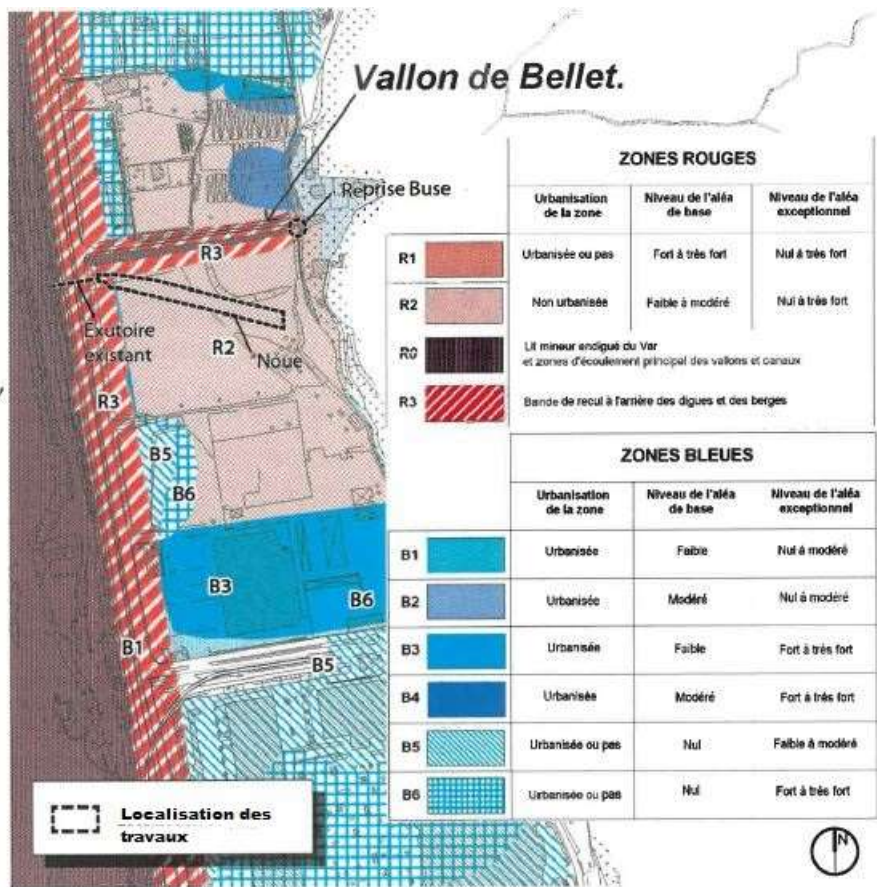 Vallon de Bellet.
Reprise Buse
R3
Exutoire
existant
R2
Noue
R3
B5
B6
B3
B6
B1
B5
Localisation des
travaux
ZONES ROUGES
Urbanisation
de la zone
Niveau de l'aléa
de base
Niveau de l'aléa
exceptionnel
R1
Urbanisée ou pas
Fort à très fort
Nul à très fort
R2
Non urbanisée
Faible à modéré
Nul à très fort
R0
Lit mineur endigué du Var
et zones d'écoulement principal des vallons et canaux
R3
Bande de recul à l'arrière des digues et des berges
ZONES BLEUES
Urbanisation
de la zone
Niveau de l'aléa
de base
Niveau de l'aléa
exceptionnel
B1
Urbanisée
Faible
Nul à modéré
B2
Urbanisée
Modéré
Nul à modéré
B3
Urbanisée
Faible
Fort à très fort
B4
Urbanisée
Modéré
Fort à très fort
B5
Urbanisée ou pas
Nul
Faible à modéré
B6
Urbanisée ou pas
Nul
Fort à très fort
N